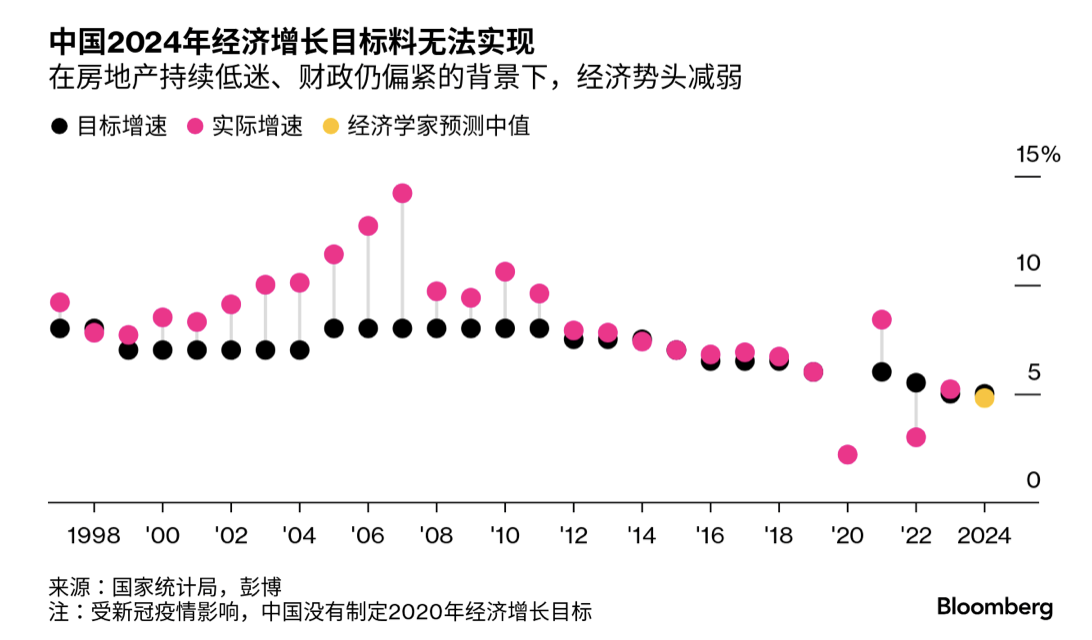 中国2024年经济增长目标料无法实现
在房地产持续低迷、财政仍偏紧的背景下，经济势头减弱
目标增速 实际增速 经济学家预测中值
15%
10
5
0
1998 '00 '02 '04 '06 '08 '10 '12 '14 '16 '18 '20 '22 2024
来源：国家统计局，彭博
注：受新冠疫情影响，中国没有制定2020年经济增长目标
Bloomberg